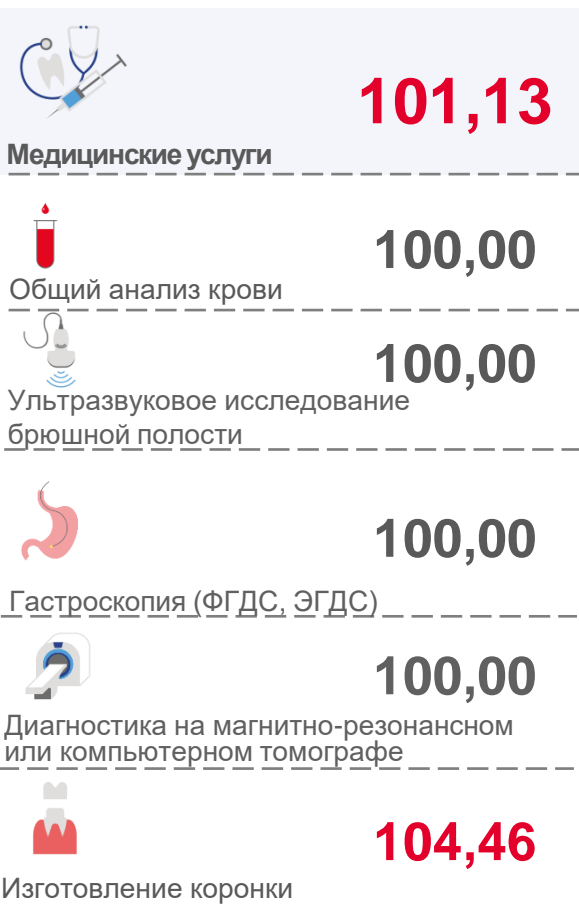 101,13
Медицинские услуги
100,00
Общий анализ крови
100,00
Ультразвуковое исследование
брюшной полости
100,00
Гастроскопия (ФГДС, ЭГДС)
100,00
Диагностика на магнитно-резонансном
или компьютерном томографе
104,46
Изготовление коронки